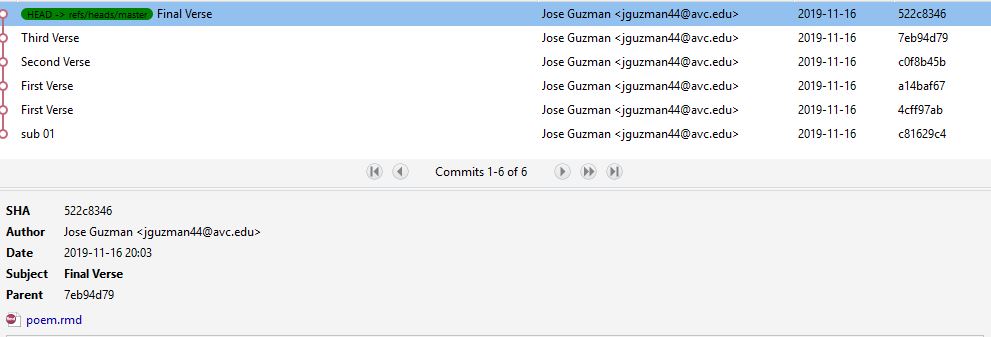 HEAD -> refs/heads/master Final Verse Jose Guzman <jguzman44@avc.edu> 2019-11-16 522c8346
Third Verse Jose Guzman <jguzman44@avc.edu> 2019-11-16 7eb94d79
Second Verse Jose Guzman <jguzman44@avc.edu> 2019-11-16 c0f8b45b
First Verse Jose Guzman <jguzman44@avc.edu> 2019-11-16 a14baf67
First Verse Jose Guzman <jguzman44@avc.edu> 2019-11-16 4cff97ab
sub 01 Jose Guzman <jguzman44@avc.edu> 2019-11-16 c81629c4
Commits 1-6 of 6
SHA 522c8346
Author Jose Guzman <jguzman44@avc.edu>
Date 2019-11-16 20:03
Subject Final Verse
Parent 7eb94d79
poem.rmd